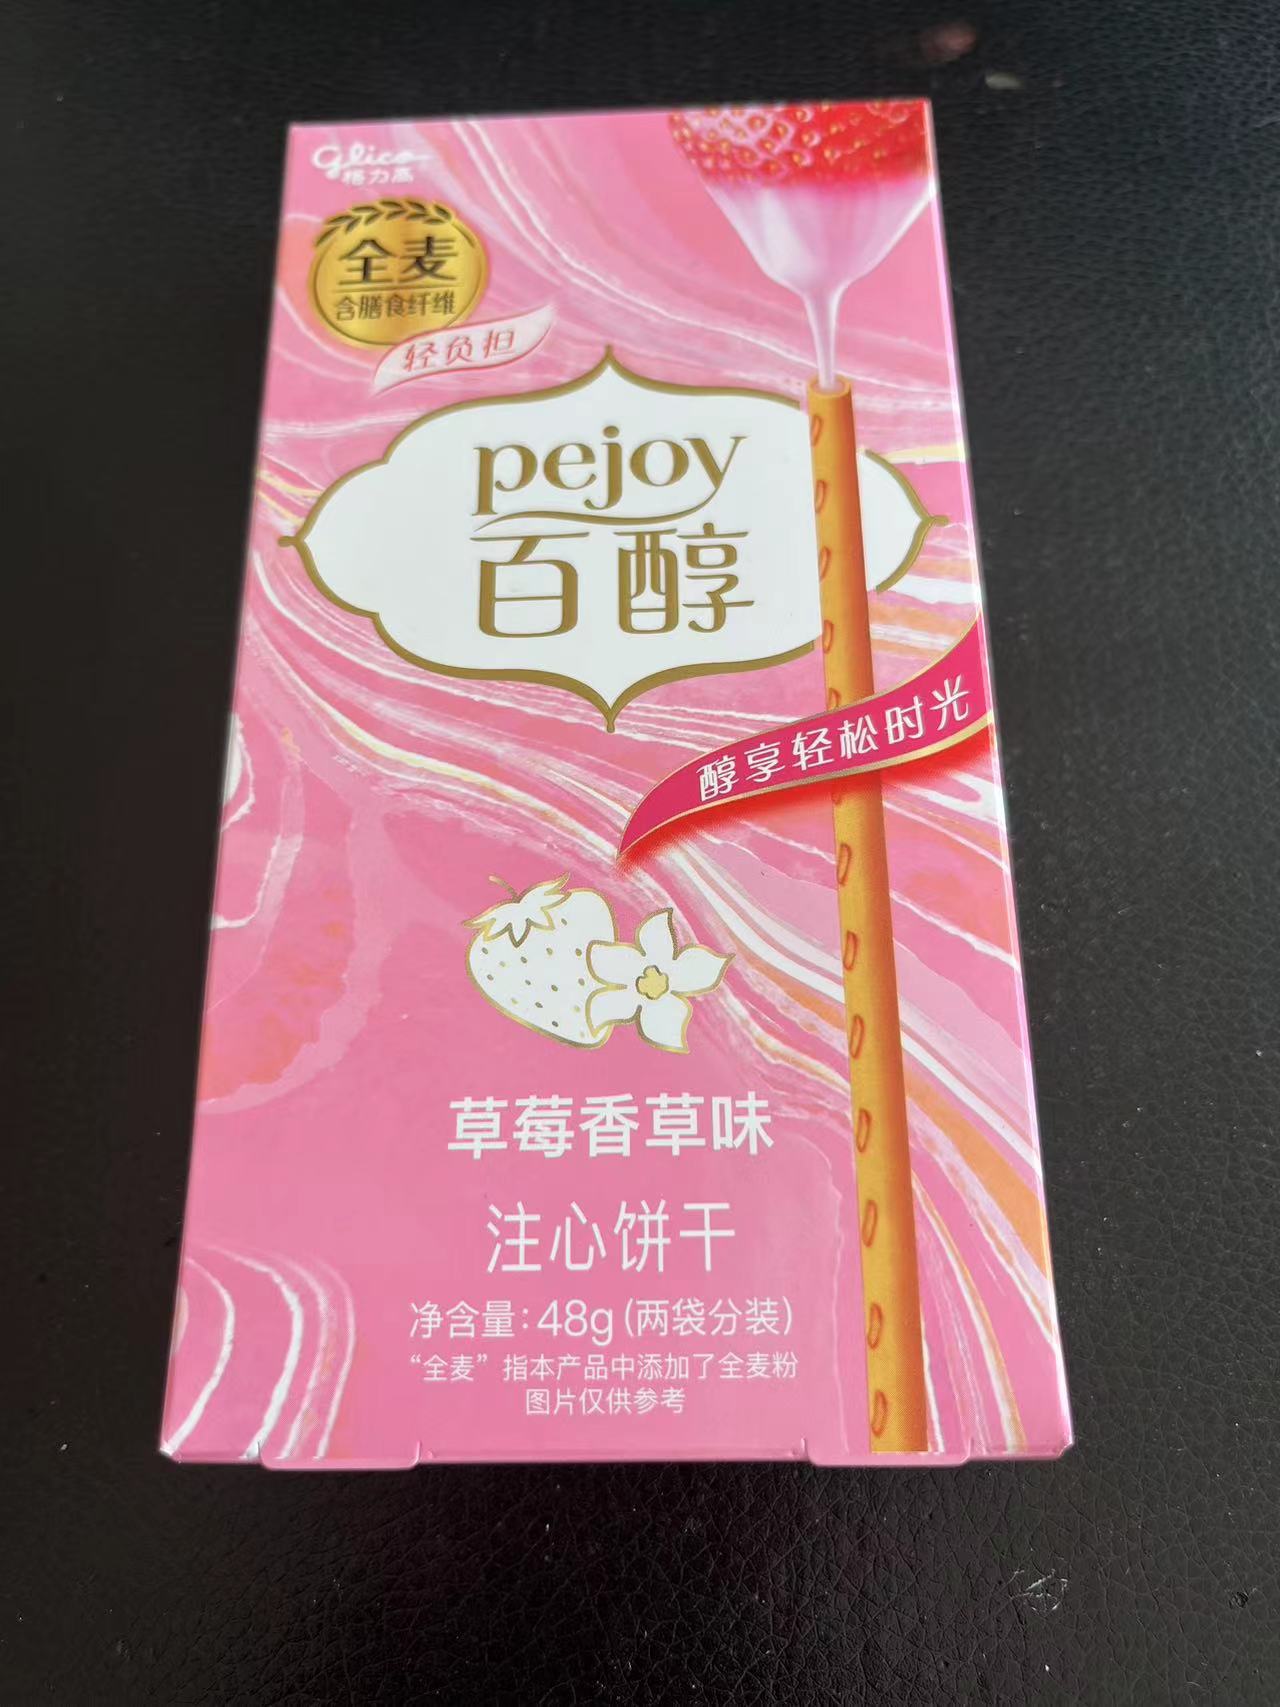 Glico
格力高
全麦
含膳食纤维
轻负担
pejoy
百醇
醇享轻松时光
草莓香草味
注心饼干
净含量:48g(两袋分装)
“全麦”指本产品中添加了全麦粉
图片仅供参考